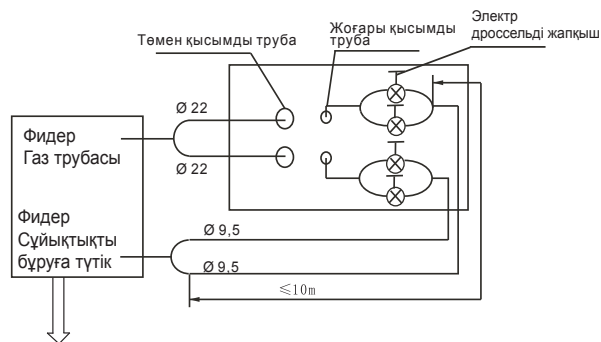 Электр
дроссельді жапқыш
Жоғары қысымды
труба
Төмен қысымды труба
Ø 22
Фидер
Газ трубасы
Ø 22
Фидер
Сұйықтықты
бұруға түтік
Ø 9,5
Ø 9,5
≤10m